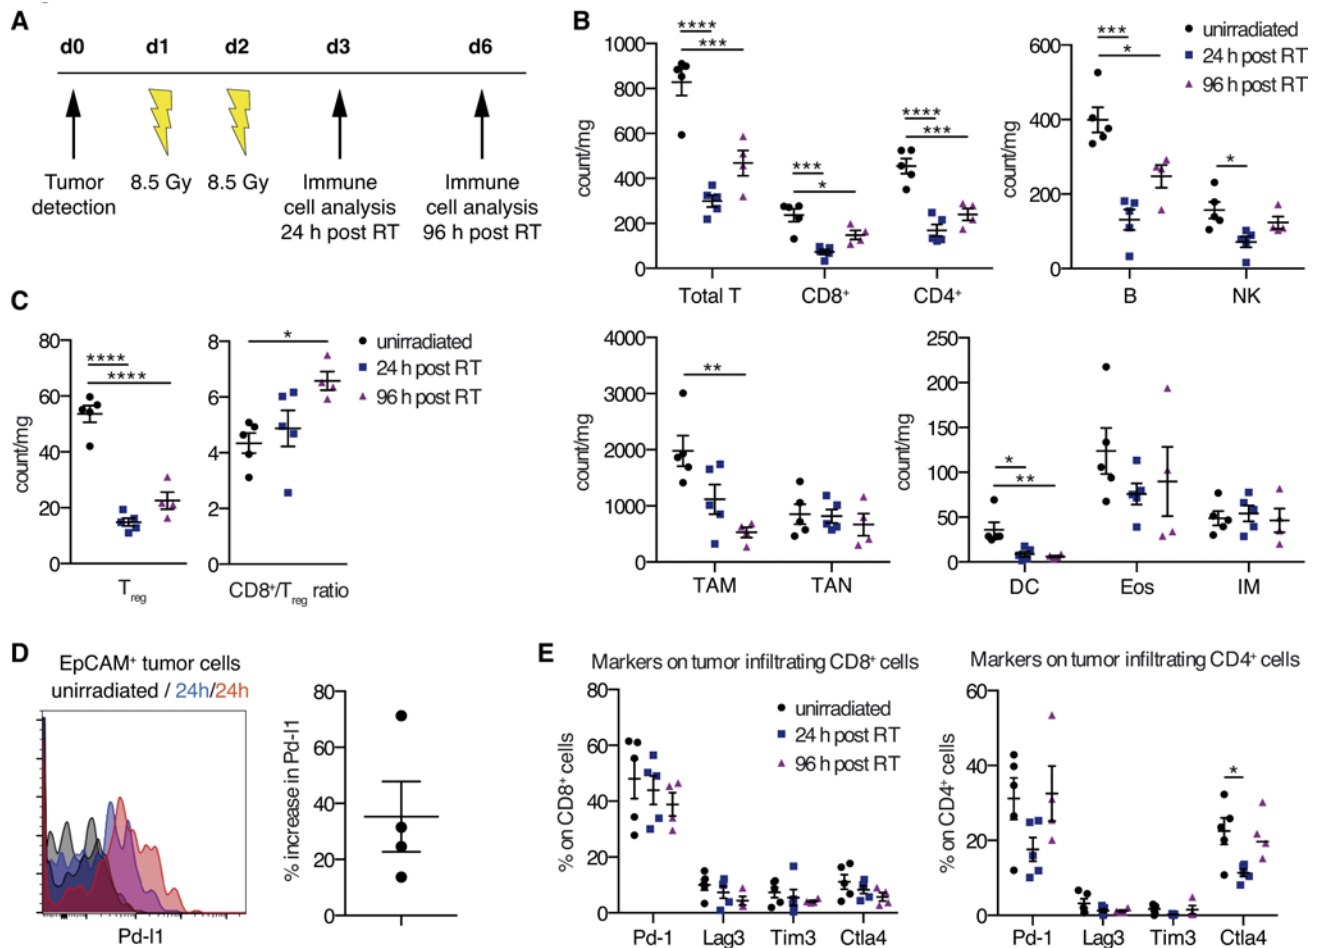 A
d0 d1 d2 d3 d6
Tumor
detection
8.5 Gy
8.5 Gy
Immune
cell analysis
24 h post RT
Immune
cell analysis
96 h post RT
B
unirradiated
24 h post RT
96 h post RT
count/mg
1000
800
600
400
200
0
****
***
***
*
****
***
Total T CD8+ CD4+
count/mg
600
400
200
0
***
*
*
B NK
count/mg
4000
3000
2000
1000
0
**
TAM TAN
count/mg
250
200
150
100
50
0
*
**
DC Eos IM
C
count/mg
80
60
40
20
0
****
****
Treg
8
6
4
2
0
*
CD8+/Treg ratio
unirradiated
24 h post RT
96 h post RT
D
EpCAM+ tumor cells
unirradiated / 24h/24h
Pd-l1
% increase in Pd-l1
80
60
40
20
0
E
Markers on tumor infiltrating CD8+ cells
% on CD8+ cells
80
60
40
20
0
unirradiated
24 h post RT
96 h post RT
Pd-1 Lag3 Tim3 Ctla4
Markers on tumor infiltrating CD4+ cells
% on CD4+ cells
60
40
20
0
*
Pd-1 Lag3 Tim3 Ctla4